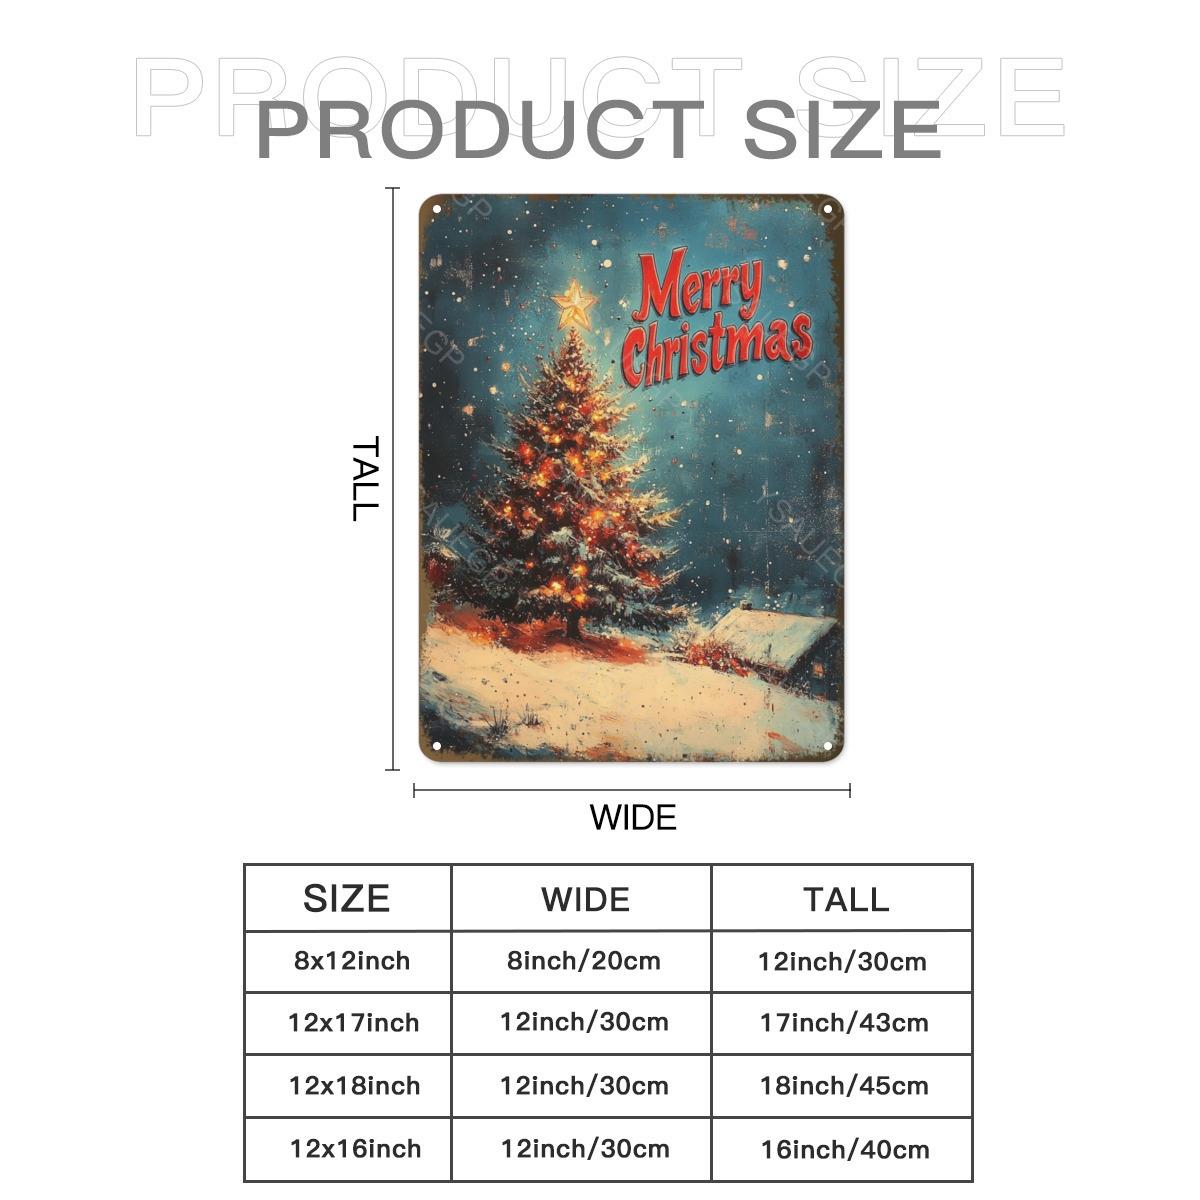 PRODUCT SIZE
PRODUCT SIZE
Merry
Christmas
TALL
WIDE
SIZE WIDE TALL
8x12inch 8inch/20cm 12inch/30cm
12x17inch 12inch/30cm 17inch/43cm
12x18inch 12inch/30cm 18inch/45cm
12x16inch 12inch/30cm 16inch/40cm